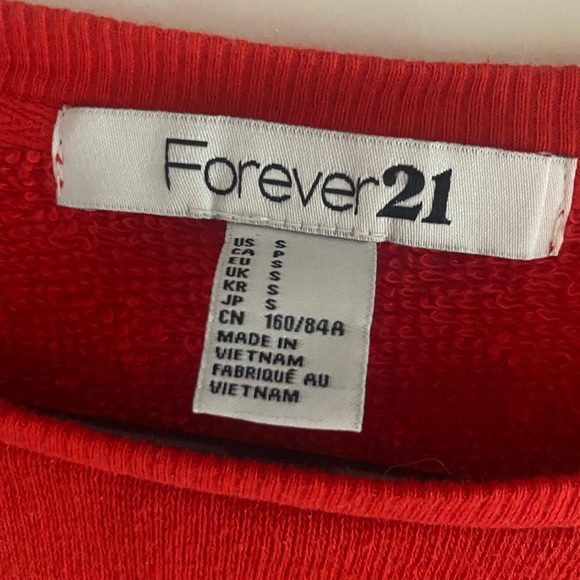 Forever21
US S
CA P
EU S
UK S
KR S
JP S
CN 160/84A
MADE IN
VIETNAM
FABRIQUÉ AU
VIETNAM